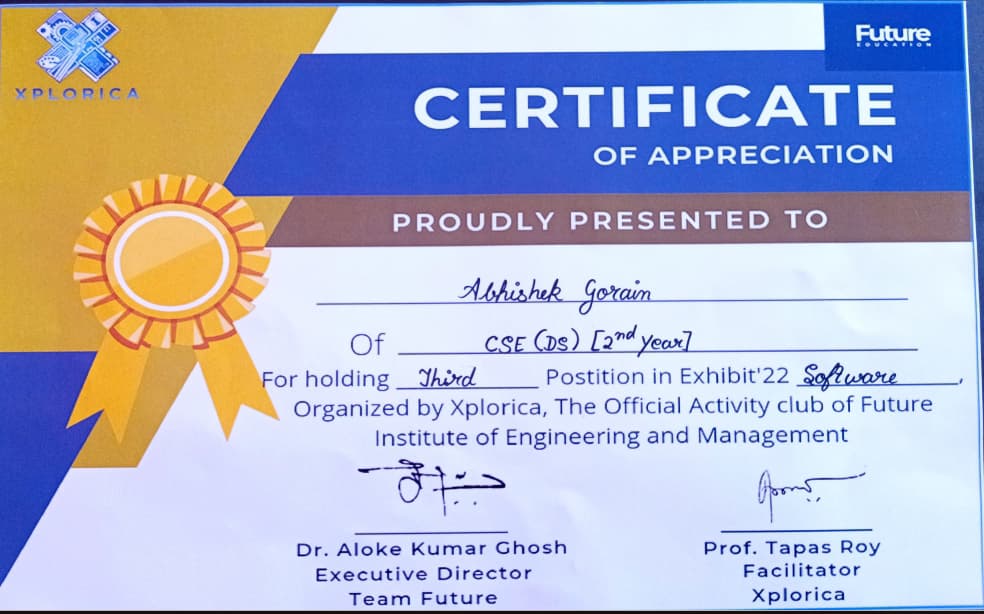 XPLORICA
Future
EDUCATION
CERTIFICATE
OF APPRECIATION
PROUDLY PRESENTED TO
Abhishek Gorain
Of CSE (DS) [2nd Year]
For holding Third Postition in Exhibit'22 Software,
Organized by Xplorica, The Official Activity club of Future
Institute of Engineering and Management
Dr. Aloke Kumar Ghosh
Executive Director
Team Future
Prof. Tapas Roy
Facilitator
Xplorica